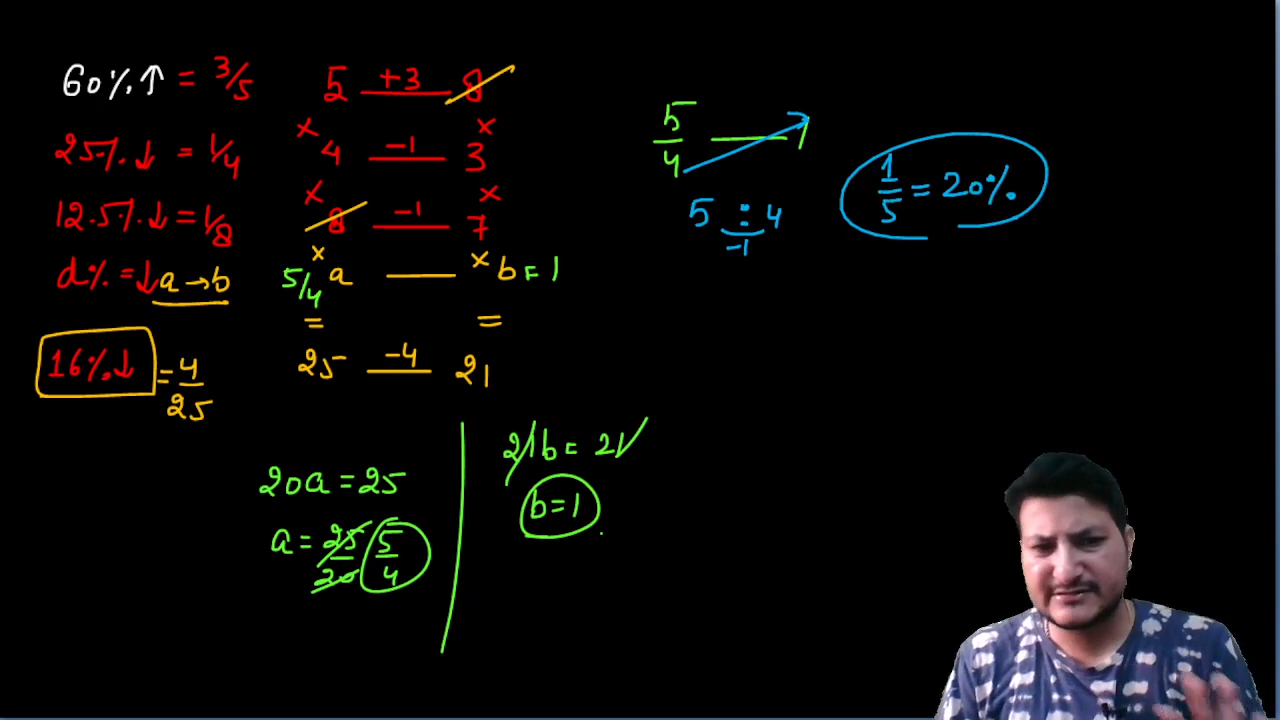 60%.↑ = 3/5 5 +3 8
25%.↓ = 1/4 × 4 -1 3 ×
12.5%.↓ = 1/8 × 8 -1 7 ×
d%. = ↓ a → b 5/4 × a × b = 1
= =
16%.↓ = 4/25 25 -4 21
20a = 25
a = 25/20 5/4
21b = 21
b = 1
5/4 1
5 : 4
-1
1/5 = 20%.